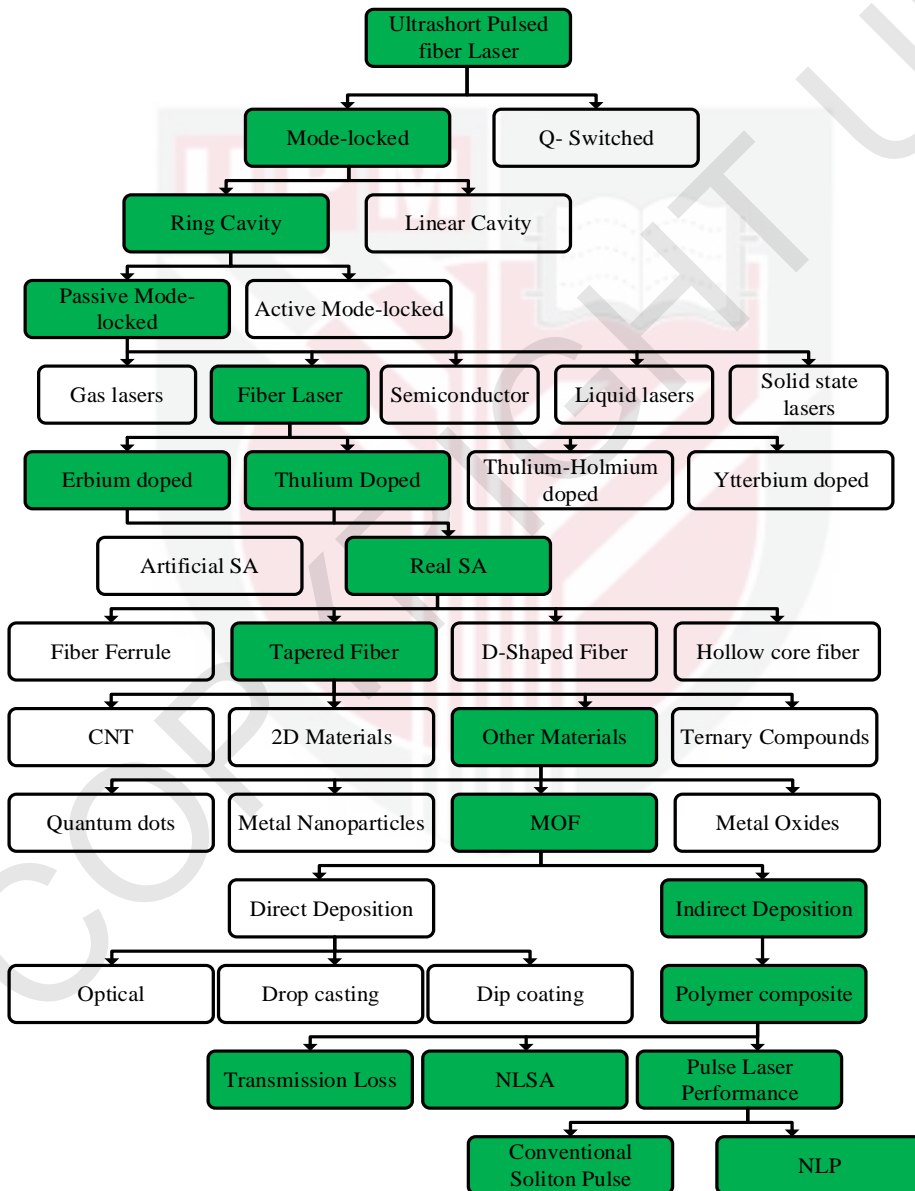 Ultrashort Pulsed
fiber Laser
Mode-locked
Q- Switched
Ring Cavity
Linear Cavity
Passive Mode-
locked
Active Mode-locked
Gas lasers
Fiber Laser
Semiconductor
Liquid lasers
Solid state
lasers
Erbium doped
Thulium Doped
Thulium-Holmium
doped
Ytterbium doped
Artificial SA
Real SA
Fiber Ferrule
Tapered Fiber
D-Shaped Fiber
Hollow core fiber
CNT
2D Materials
Other Materials
Ternary Compounds
Quantum dots
Metal Nanoparticles
MOF
Metal Oxides
Direct Deposition
Indirect Deposition
Optical
Drop casting
Dip coating
Polymer composite
Transmission Loss
NLSA
Pulse Laser
Performance
Conventional
Soliton Pulse
NLP
COPYRIGHT U
UPM